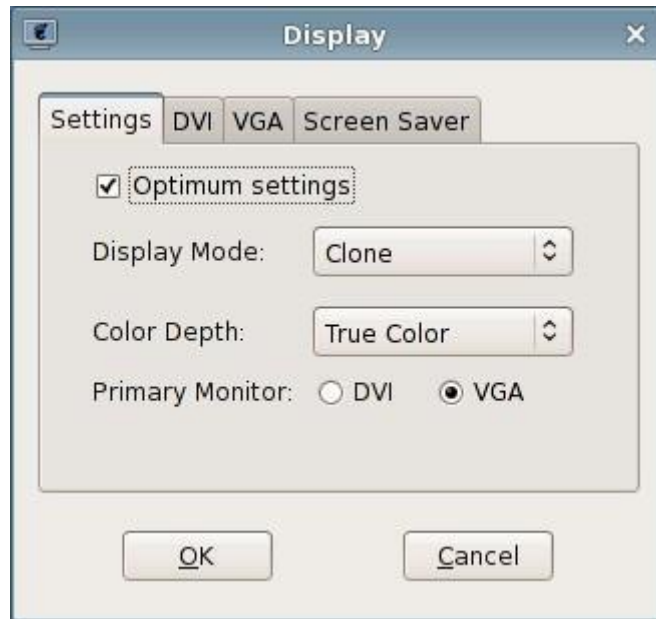 Display
Settings DVI VGA Screen Saver
Optimum settings
Display Mode: Clone
Color Depth: True Color
Primary Monitor: DVI VGA
OK Cancel